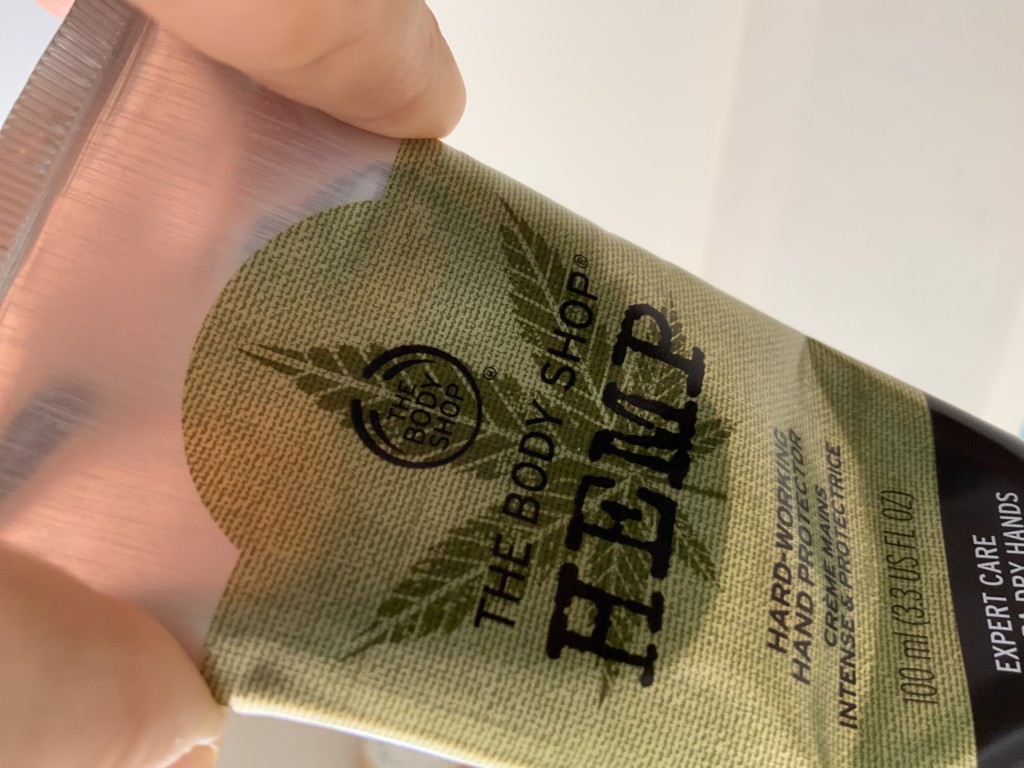 THE
BODY
SHOP
®
THE BODY SHOP®
HEMP
HARD-WORKING
HAND PROTECTOR
CREME MAINS
INTENSE & PROTECTRICE
100 ml (3.3 US FL OZ)
EXPERT CARE
DRY HANDS